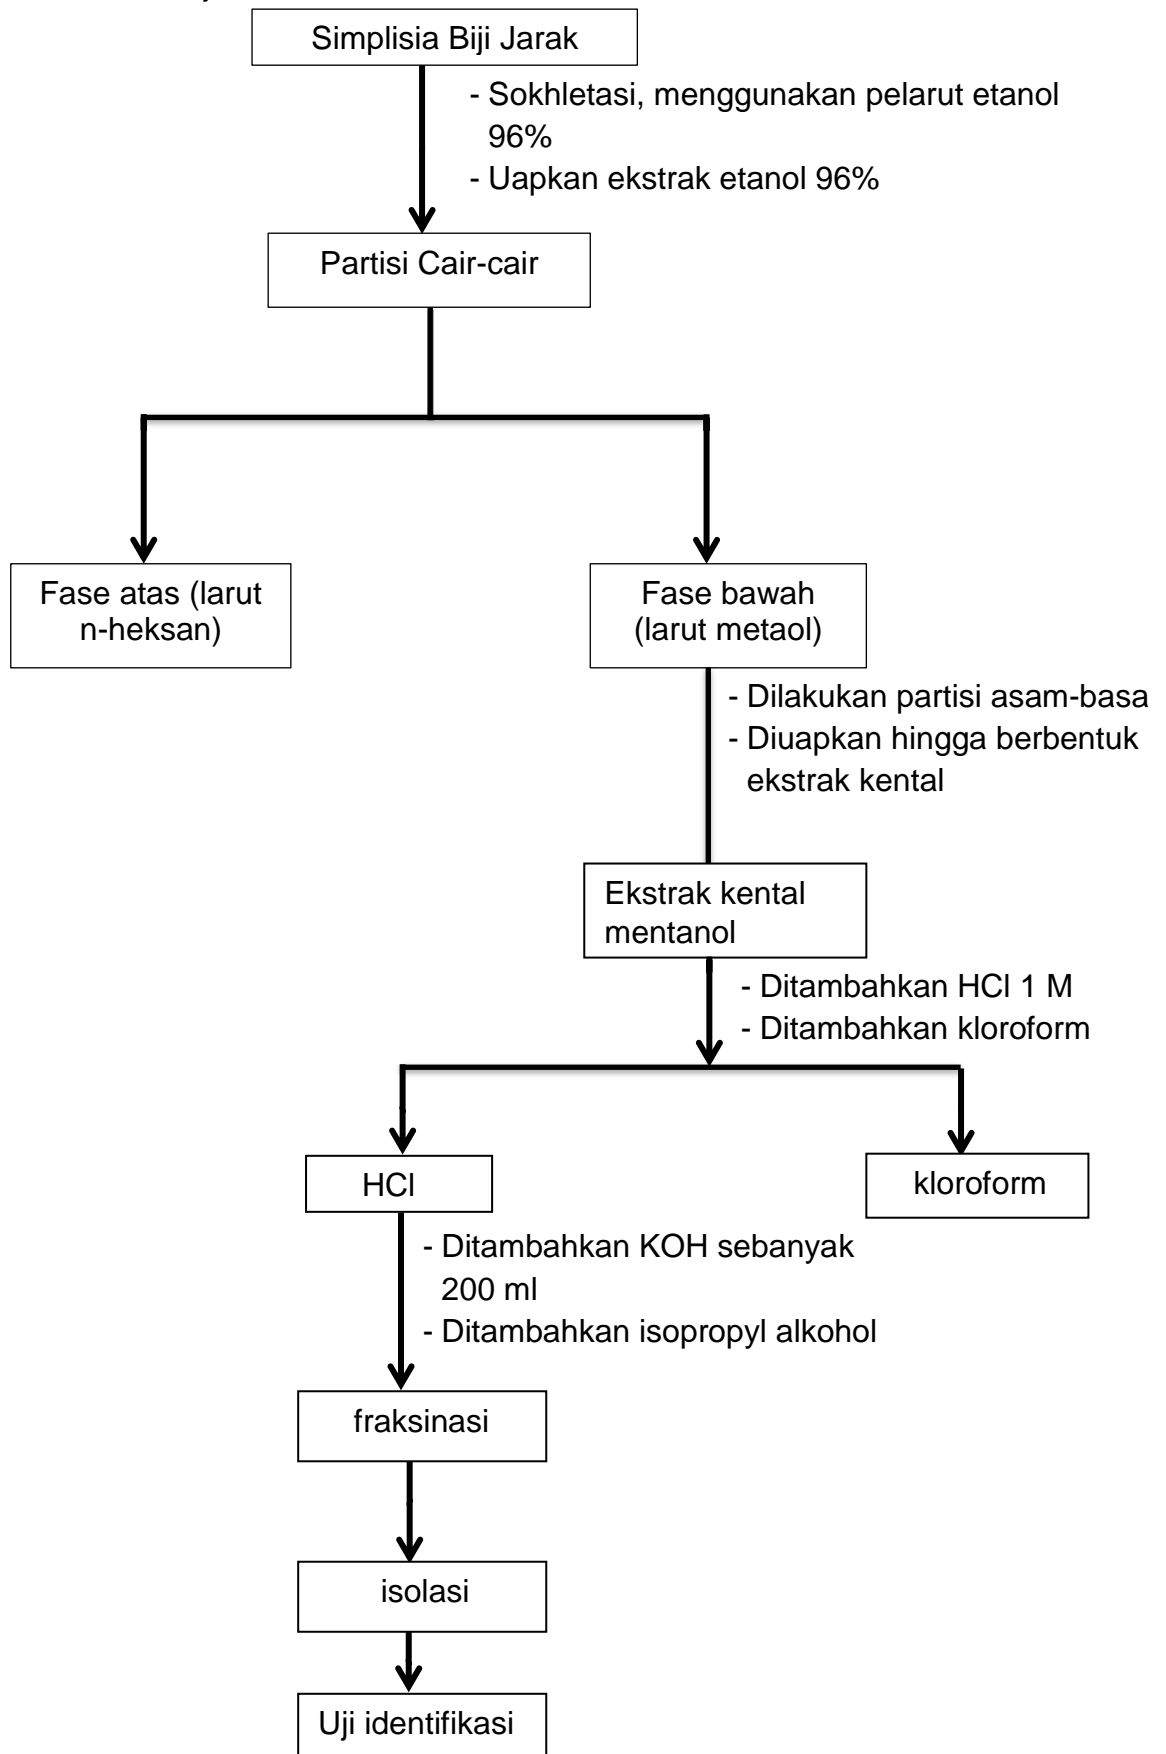 Simplisia Biji Jarak
- Sokhletasi, menggunakan pelarut etanol
96%
- Uapkan ekstrak etanol 96%
Partisi Cair-cair
Fase atas (larut
n-heksan)
Fase bawah
(larut metaol)
- Dilakukan partisi asam-basa
- Diuapkan hingga berbentuk
ekstrak kental
Ekstrak kental
mentanol
- Ditambahkan HCl 1 M
- Ditambahkan kloroform
HCl
kloroform
- Ditambahkan KOH sebanyak
200 ml
- Ditambahkan isopropyl alkohol
fraksinasi
isolasi
Uji identifikasi